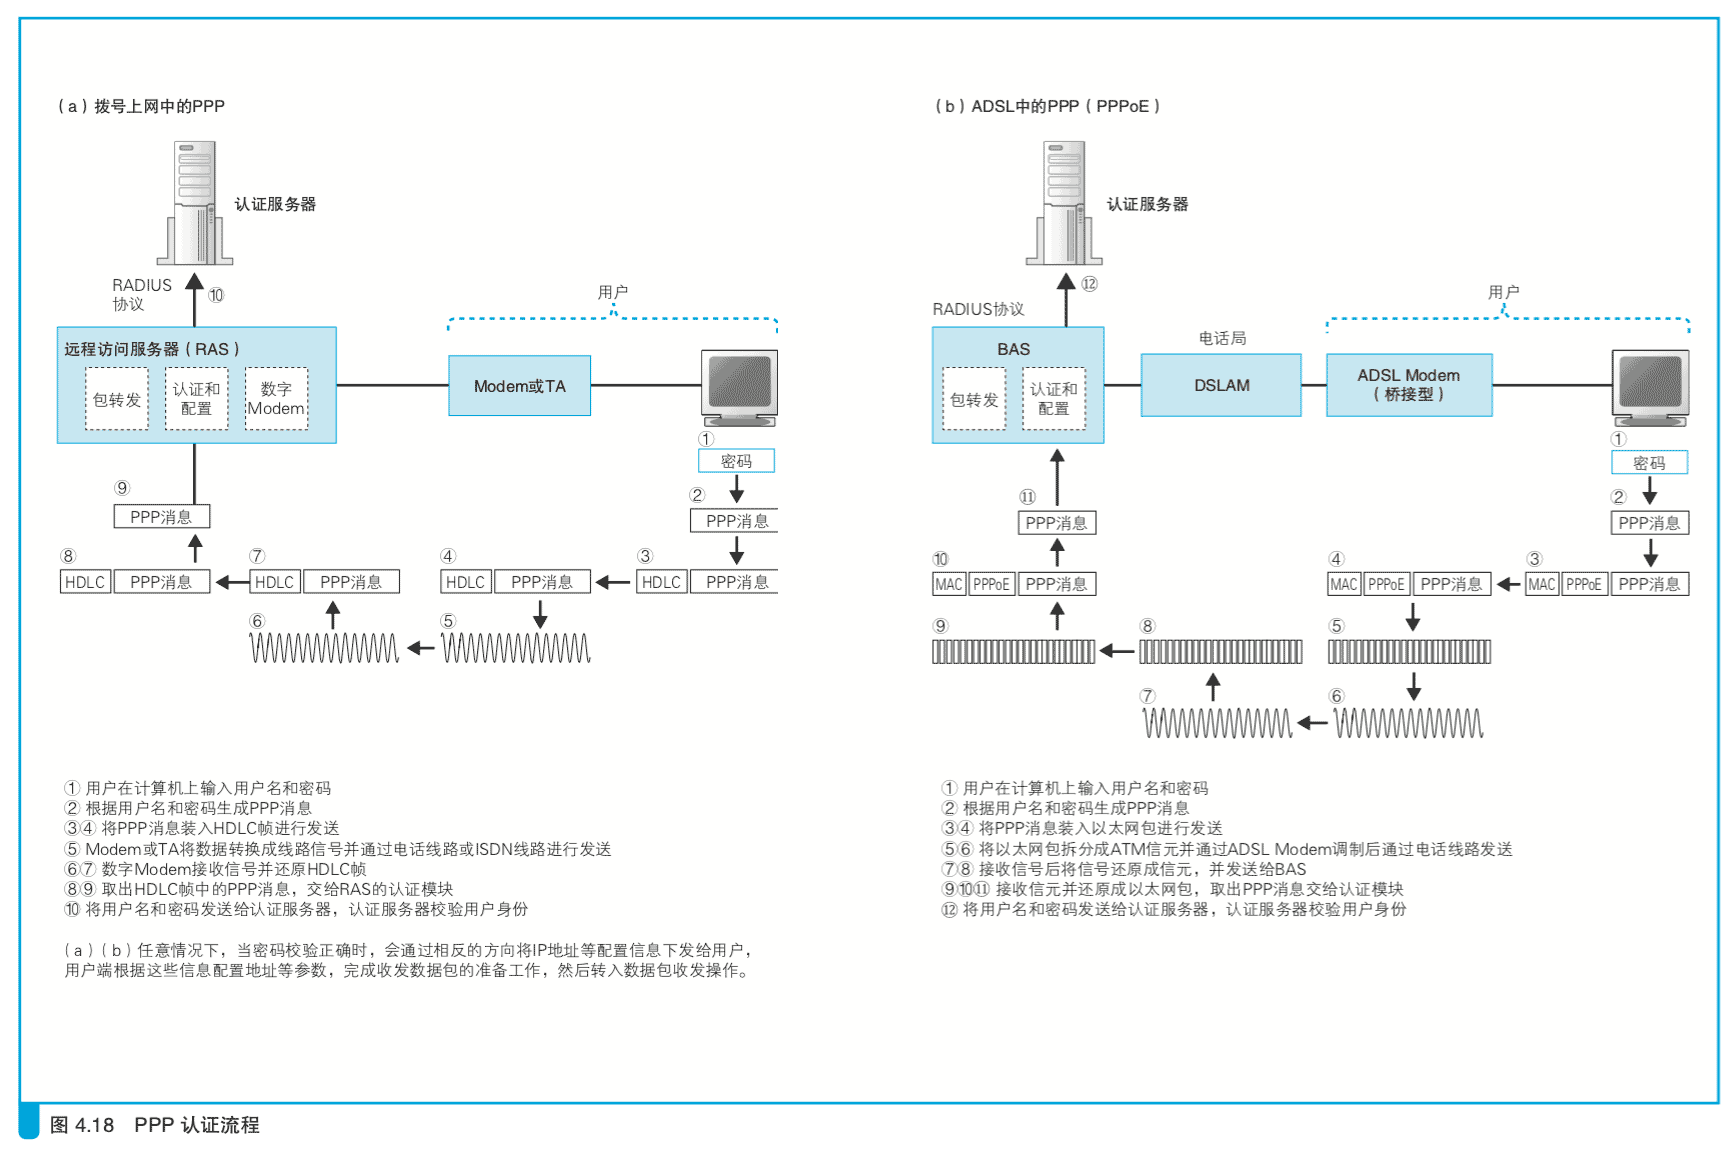 (a)拨号上网中的PPP
认证服务器
RADIUS
协议
⑩
用户
远程访问服务器(RAS)
包转发
认证和
配置
数字
Modem
Modem或TA
①
密码
②
PPP消息
⑨
PPP消息
⑧
HDLC PPP消息
⑦
HDLC PPP消息
④
HDLC PPP消息
③
HDLC PPP消息
⑥
⑤
① 用户在计算机上输入用户名和密码
② 根据用户名和密码生成PPP消息
③④ 将PPP消息装入HDLC帧进行发送
⑤ Modem或TA将数据转换成线路信号并通过电话线路或ISDN线路进行发送
⑥⑦ 数字Modem接收信号并还原HDLC帧
⑧⑨ 取出HDLC帧中的PPP消息，交给RAS的认证模块
⑩ 将用户名和密码发送给认证服务器，认证服务器校验用户身份
(a)(b)任意情况下，当密码校验正确时，会通过相反的方向将IP地址等配置信息下发给用户，
用户端根据这些信息配置地址等参数，完成收发数据包的准备工作，然后转入数据包收发操作。
(b)ADSL中的PPP(PPPoE)
认证服务器
⑫
RADIUS协议
用户
BAS
包转发
认证和
配置
电话局
DSLAM
ADSL Modem
(桥接型)
①
密码
②
PPP消息
⑪
PPP消息
⑩
MAC PPPoE PPP消息
④
MAC PPPoE PPP消息
③
MAC PPPoE PPP消息
⑨
⑧
⑤
⑦
⑥
① 用户在计算机上输入用户名和密码
② 根据用户名和密码生成PPP消息
③④ 将PPP消息装入以太网包进行发送
⑤⑥ 将以太网包拆分成ATM信元并通过ADSL Modem调制后通过电话线路发送
⑦⑧ 接收信号后将信号还原成信元，并发送给BAS
⑨⑩⑪ 接收信元并还原成以太网包，取出PPP消息交给认证模块
⑫ 将用户名和密码发送给认证服务器，认证服务器校验用户身份
图 4.18 PPP 认证流程